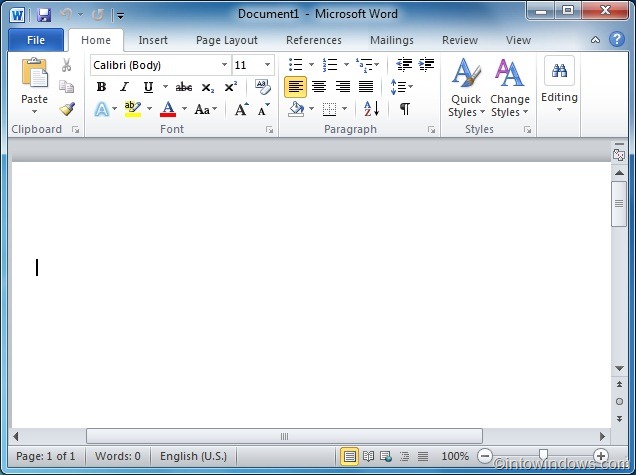 W Document1 - Microsoft Word
File Home Insert Page Layout References Mailings Review View
Calibri (Body) 11
Paste B I U abc x₂ x² Quick Styles Change Styles Editing
A ab A Aa A A A Z ¶
Clipboard Font Paragraph Styles
Page: 1 of 1 Words: 0 English (U.S.) 100%
©intowindows.com